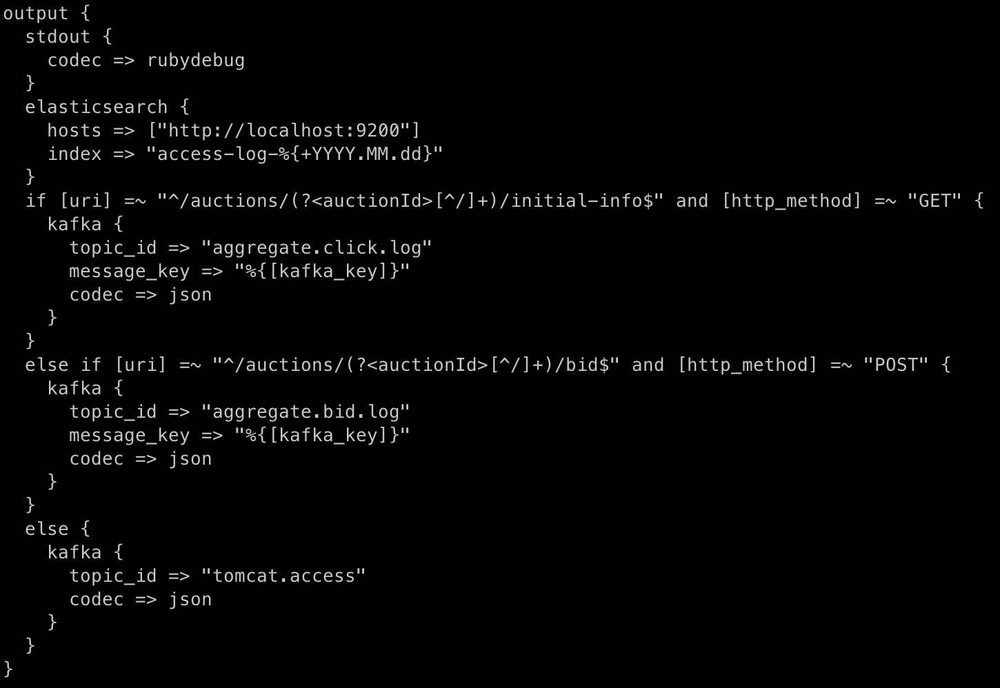 output {
  stdout {
    codec => rubydebug
  }
  elasticsearch {
    hosts => ["http://localhost:9200"]
    index => "access-log-%{+YYYY.MM.dd}"
  }
  if [uri] =~ "^/auctions/(?<auctionId>[^/]+)/initial-info$" and [http_method] =~ "GET" {
    kafka {
      topic_id => "aggregate.click.log"
      message_key => "%{[kafka_key]}"
      codec => json
    }
  }
  else if [uri] =~ "^/auctions/(?<auctionId>[^/]+)/bid$" and [http_method] =~ "POST" {
    kafka {
      topic_id => "aggregate.bid.log"
      message_key => "%{[kafka_key]}"
      codec => json
    }
  }
  else {
    kafka {
      topic_id => "tomcat.access"
      codec => json
    }
  }
}